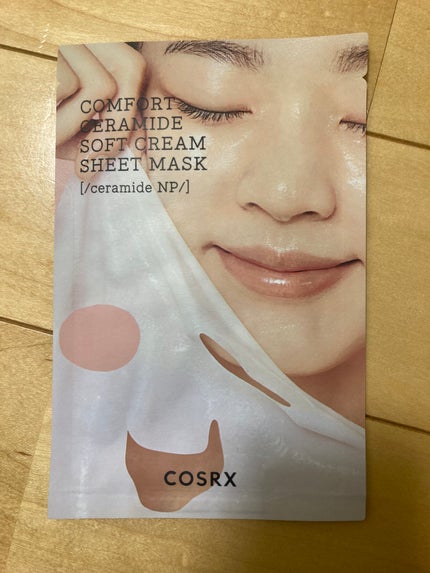 COMFORT
CERAMIDE
SOFT CREAM
SHEET MASK
[/ceramide NP/]
COSRX